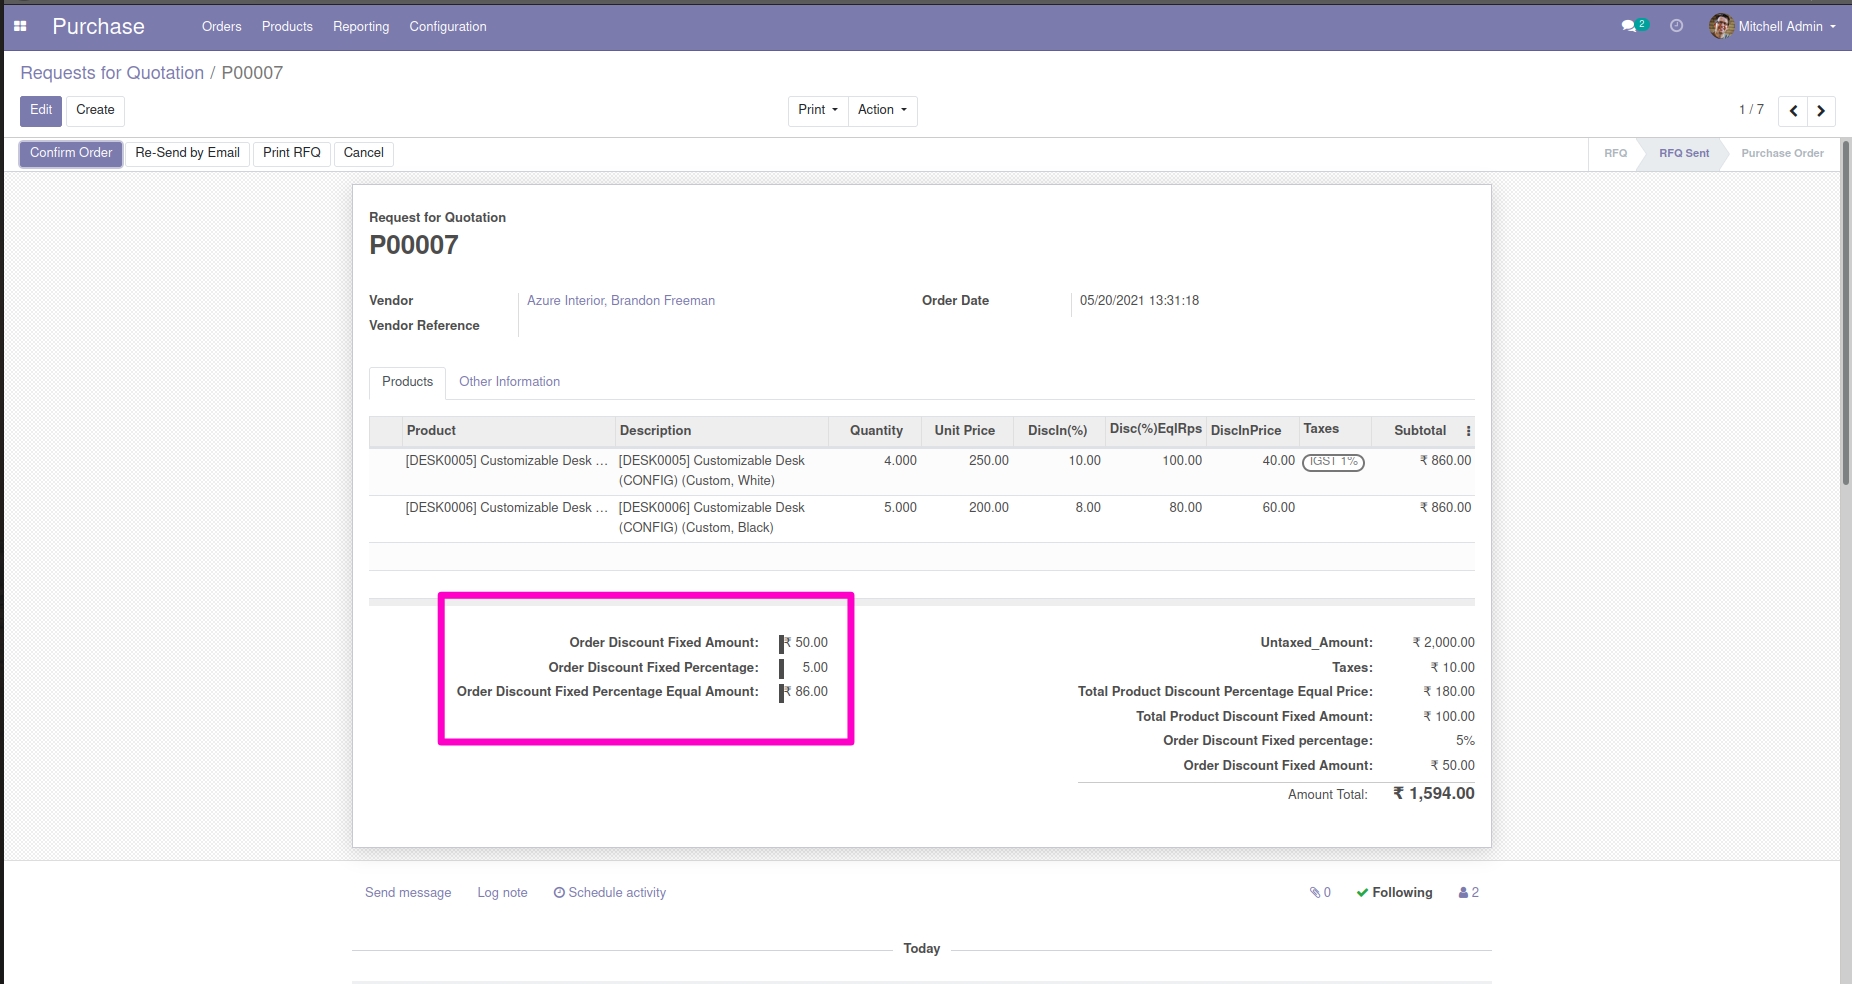 Purchase Orders Products Reporting Configuration 2 Mitchell Admin
Requests for Quotation / P00007
Edit Create Print Action 1 / 7
Confirm Order Re-Send by Email Print RFQ Cancel RFQ RFQ Sent Purchase Order
Request for Quotation
P00007
Vendor Azure Interior, Brandon Freeman Order Date 05/20/2021 13:31:18
Vendor Reference
Products Other Information
Product Description Quantity Unit Price DiscIn(%) Disc(%)EqlRps DiscInPrice Taxes Subtotal
[DESK0005] Customizable Desk ... [DESK0005] Customizable Desk 4.000 250.00 10.00 100.00 40.00 IGST 1% ₹ 860.00
(CONFIG) (Custom, White)
[DESK0006] Customizable Desk ... [DESK0006] Customizable Desk 5.000 200.00 8.00 80.00 60.00 ₹ 860.00
(CONFIG) (Custom, Black)
Order Discount Fixed Amount: ₹ 50.00
Order Discount Fixed Percentage: 5.00
Order Discount Fixed Percentage Equal Amount: ₹ 86.00
Untaxed_Amount: ₹ 2,000.00
Taxes: ₹ 10.00
Total Product Discount Percentage Equal Price: ₹ 180.00
Total Product Discount Fixed Amount: ₹ 100.00
Order Discount Fixed percentage: 5%
Order Discount Fixed Amount: ₹ 50.00
Amount Total: ₹ 1,594.00
Send message Log note Schedule activity 0 Following 2
Today